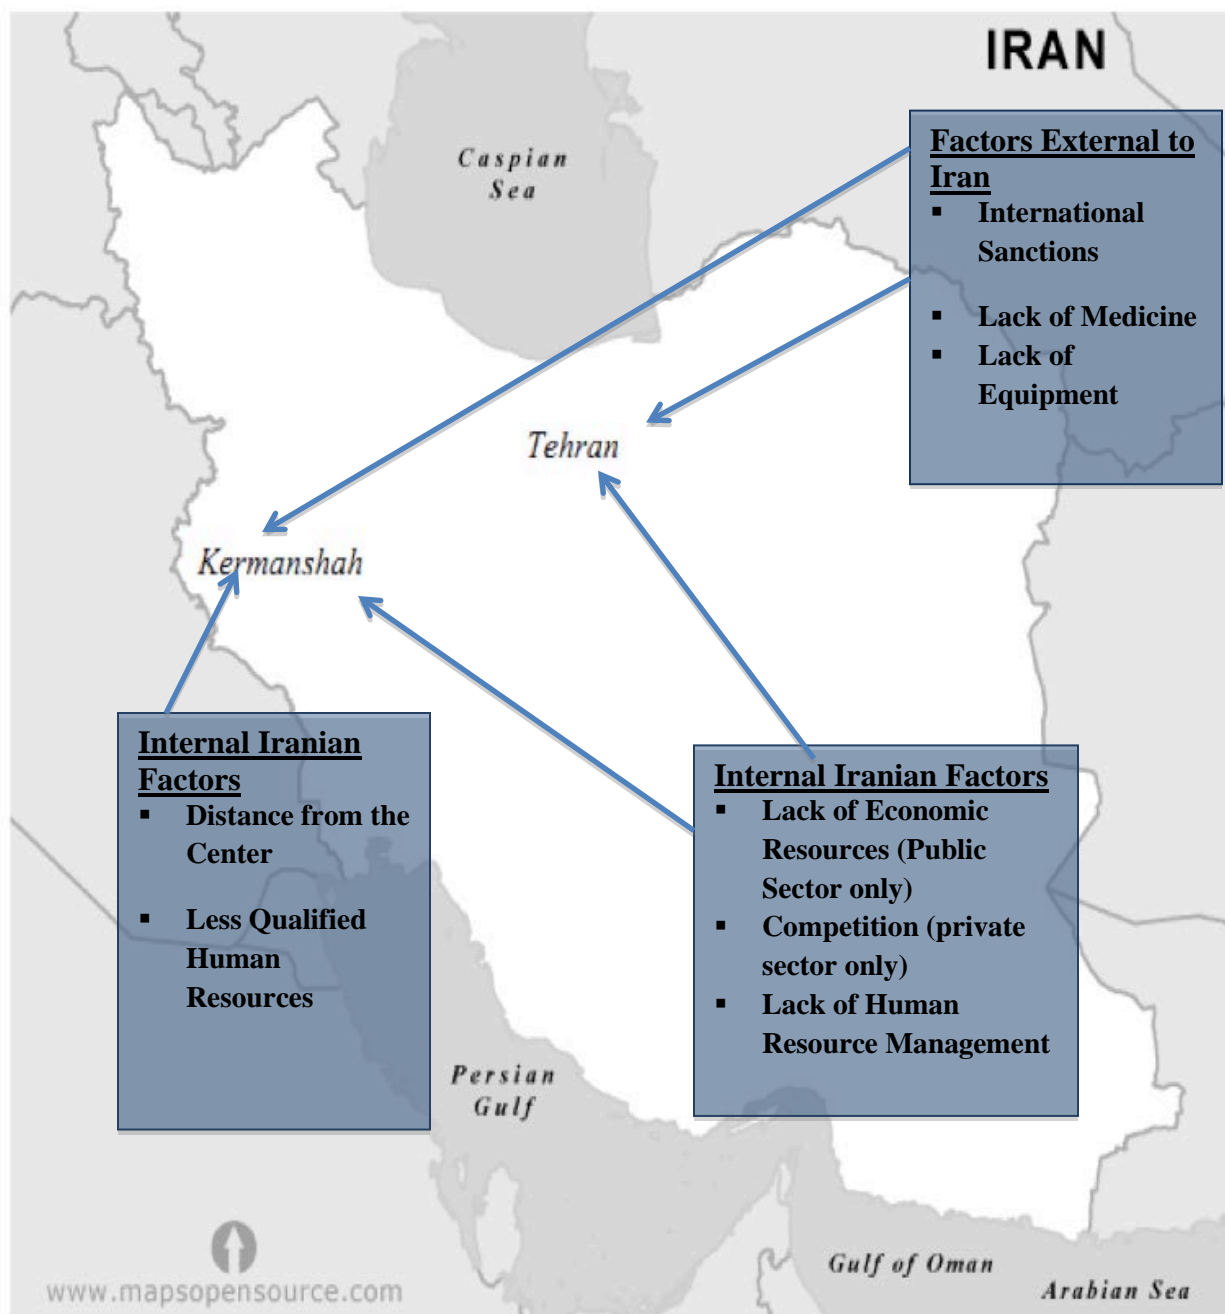 IRAN
Caspian
Sea
Factors External to
Iran
▪ International
Sanctions
▪ Lack of Medicine
▪ Lack of
Equipment
Tehran
Kermanshah
Internal Iranian
Factors
▪ Distance from the
Center
▪ Less Qualified
Human
Resources
Internal Iranian Factors
▪ Lack of Economic
Resources (Public
Sector only)
▪ Competition (private
sector only)
▪ Lack of Human
Resource Management
Persian
Gulf
Gulf of Oman
Arabian Sea
www.mapsopensource.com